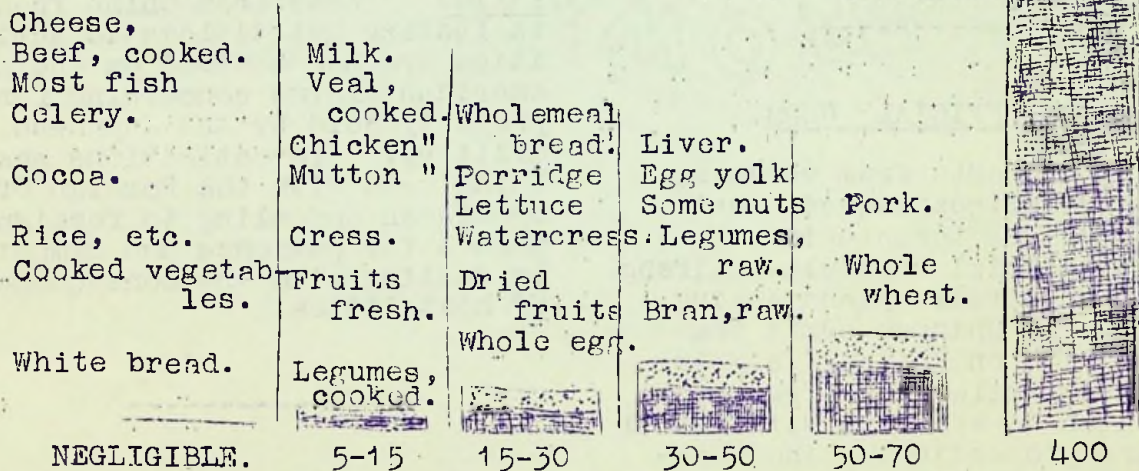 Cheese,
Beef, cooked.
Most fish
Celery.
Cocoa.
Rice, etc.
Cooked vegetab-
les.
White bread.
NEGLIGIBLE.
Milk.
Veal,
cooked.
Chicken"
Mutton "
Cress.
Fruits
fresh.
Legumes,
cooked.
5-15
Wholemeal
bread.
Porridge
Lettuce
Watercress.
Dried
fruits
Whole egg.
15-30
Liver.
Egg yolk
Some nuts
Legumes,
raw.
Bran,raw.
30-50
Pork.
Whole
wheat.
50-70
400